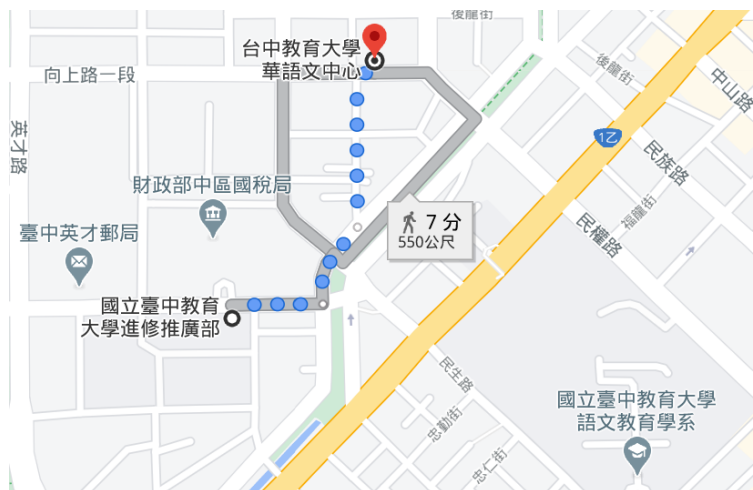 後龍街
台中教育大學
華語文中心
向上路一段
後龍街
中山路
英才路
1乙
民族路
財政部中區國稅局
福龍街
7 分
550公尺
民權路
臺中英才郵局
國立臺中教育
大學進修推廣部
民生路
國立臺中教育大學
語文教育學系
忠勤街
忠仁街